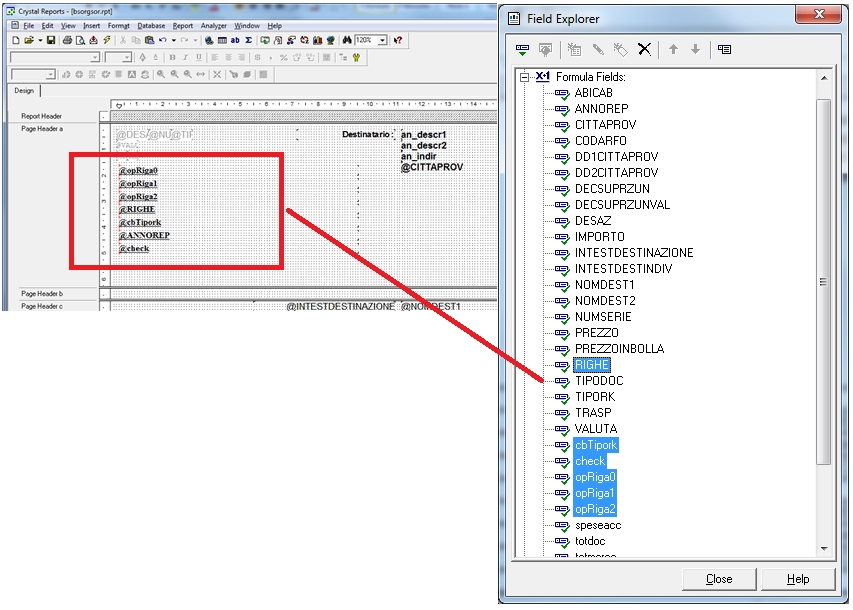 Crystal Reports - [bsorgsor.rpt]
File Edit View Insert Format Database Report Analyzer Window Help
120%
Design
Report Header
Page Header a
@DESA @NU @TIF
Destinatario : an_descr1
an_descr2
an_indir
@CITTAPROV
@opRiga0
@opRiga1
@opRiga2
@RIGHE
@cbTipork
@ANNOREP
@check
Page Header b
Page Header c
@INTESTDESTINAZIONE @NOMDEST1
Field Explorer
Formula Fields:
ABICAB
ANNOREP
CITTAPROV
CODARFO
DD1CITTAPROV
DD2CITTAPROV
DECSUPRZUN
DECSUPRZUNVAL
DESAZ
IMPORTO
INTESTDESTINAZIONE
INTESTDESTINDIV
NOMDEST1
NOMDEST2
NUMSERIE
PREZZO
PREZZOINBOLLA
RIGHE
TIPODOC
TIPORK
TRASP
VALUTA
cbTipork
check
opRiga0
opRiga1
opRiga2
speseacc
totdoc
Close Help